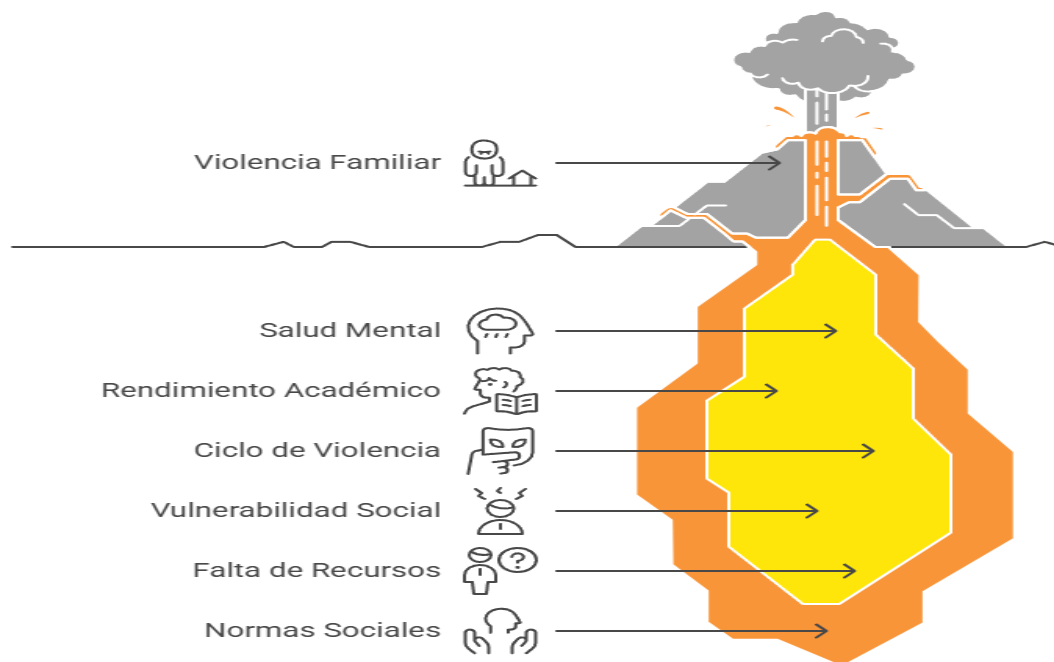 Violencia Familiar
Salud Mental
Rendimiento Académico
Ciclo de Violencia
Vulnerabilidad Social
Falta de Recursos
Normas Sociales